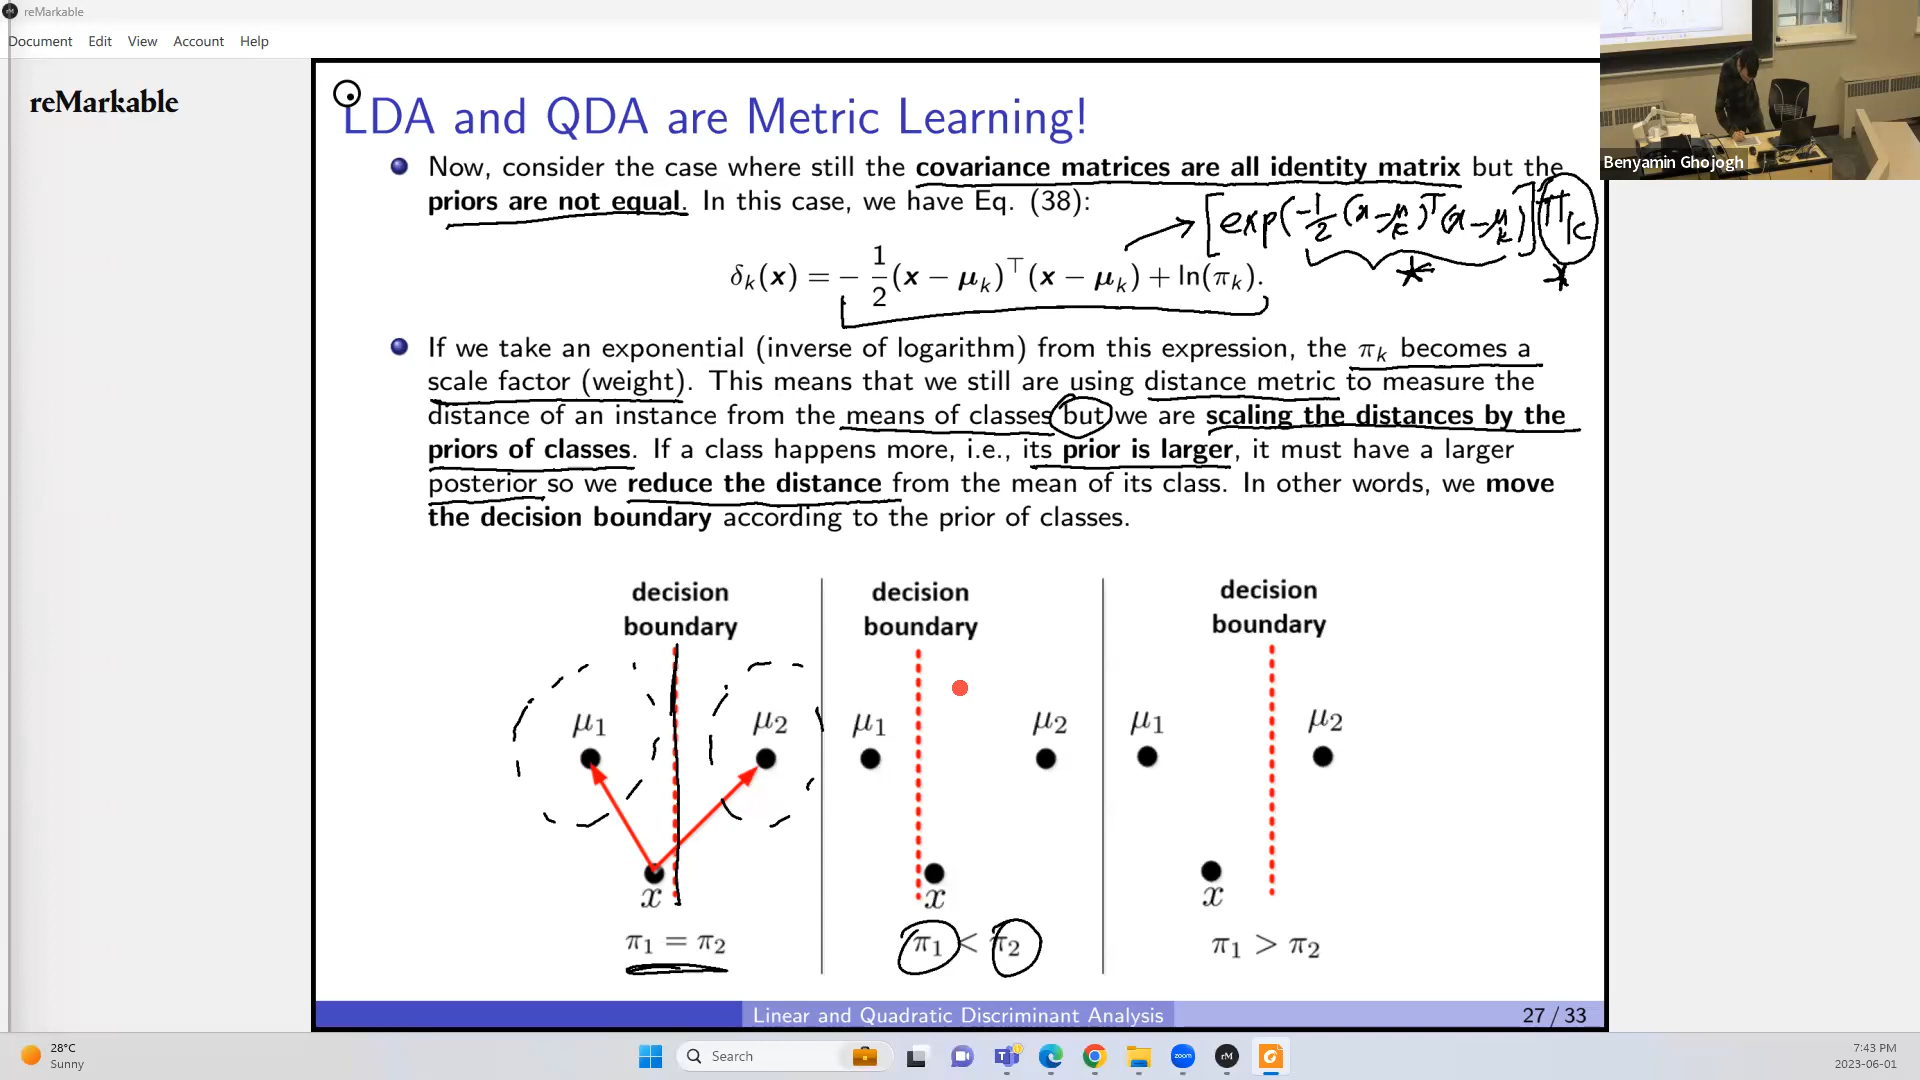 reMarkable
Document Edit View Account Help
reMarkable
LDA and QDA are Metric Learning!
Now, consider the case where still the covariance matrices are all identity matrix but the
priors are not equal. In this case, we have Eq. (38):
[exp(-1/2 (x-μk)ᵀ(x-μk))] πk
δk(x) = − 1/2 (x − μk)⊤(x − μk) + ln(πk).
If we take an exponential (inverse of logarithm) from this expression, the πk becomes a
scale factor (weight). This means that we still are using distance metric to measure the
distance of an instance from the means of classes but we are scaling the distances by the
priors of classes. If a class happens more, i.e., its prior is larger, it must have a larger
posterior so we reduce the distance from the mean of its class. In other words, we move
the decision boundary according to the prior of classes.
decision
boundary
μ1
μ2
x
π1 = π2
decision
boundary
μ1
μ2
x
π1 < π2
decision
boundary
μ1
μ2
x
π1 > π2
Linear and Quadratic Discriminant Analysis
27 / 33
Benyamin Ghojogh
28°C
Sunny
Search
zoom
rM
7:43 PM
2023-06-01